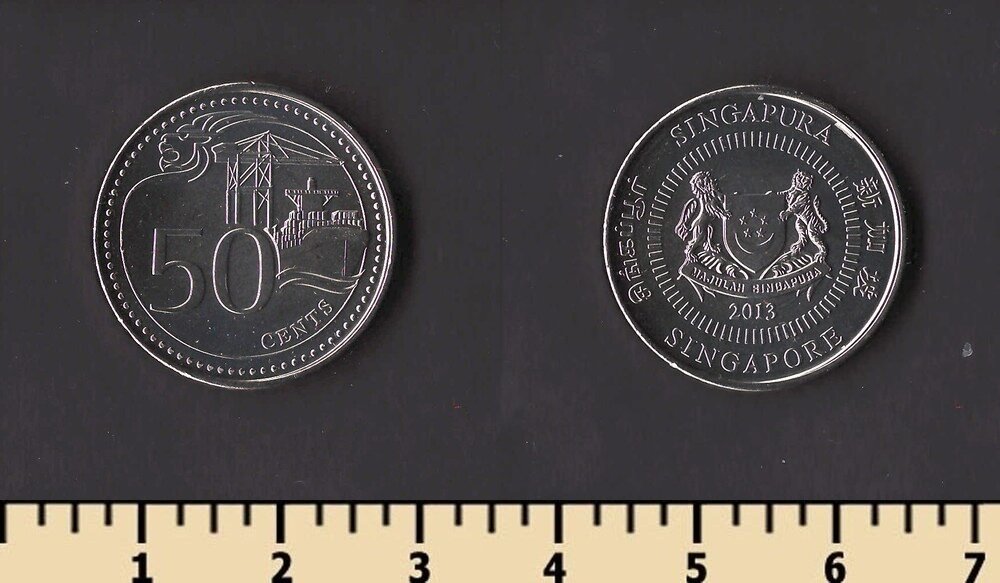 50
CENTS
SINGAPURA
சிங்கப்பூர்
新加坡
MAJULAH SINGAPURA
2013
SINGAPORE
1 2 3 4 5 6 7